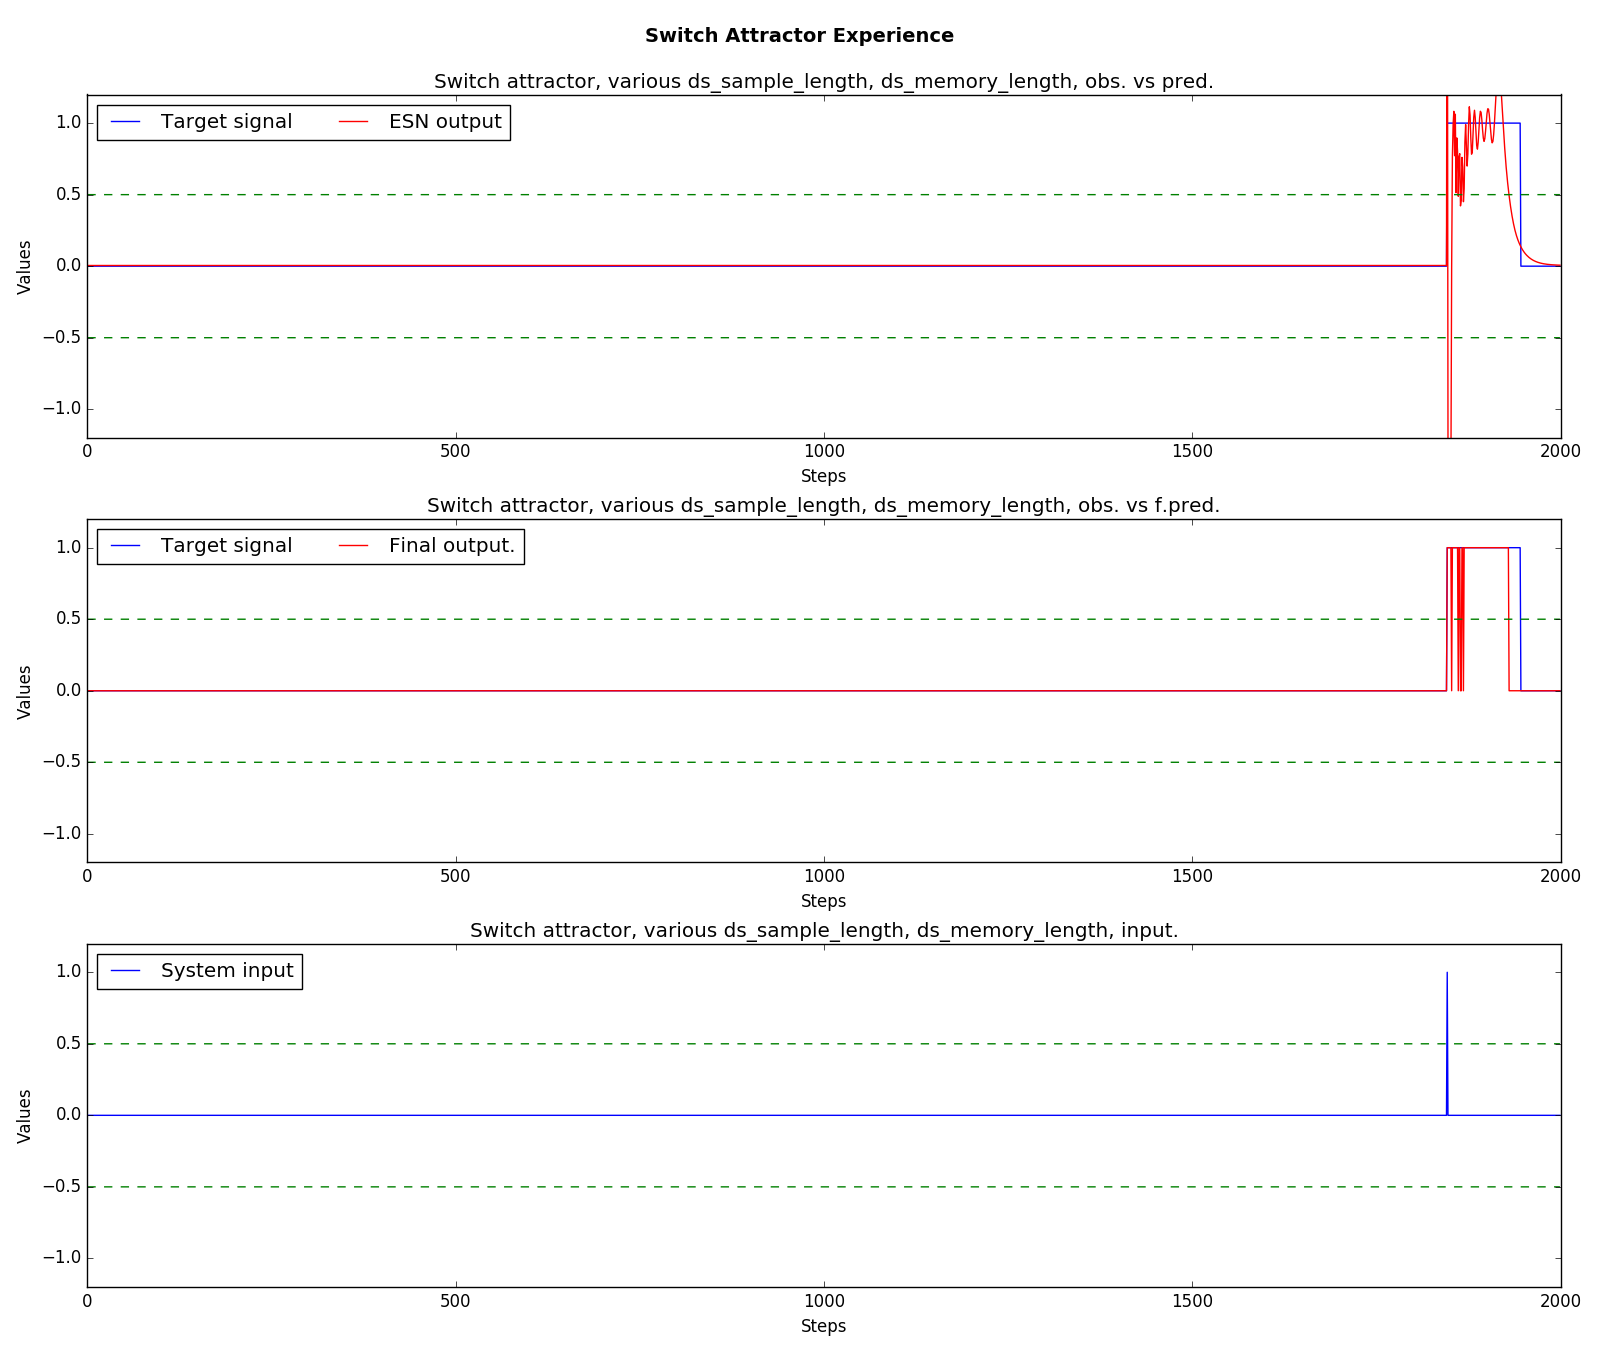 Switch Attractor Experience
Switch attractor, various ds_sample_length, ds_memory_length, obs. vs pred.
Target signal ESN output
1.0
0.5
0.0
−0.5
−1.0
Values
0 500 1000 1500 2000
Steps
Switch attractor, various ds_sample_length, ds_memory_length, obs. vs f.pred.
Target signal Final output.
1.0
0.5
0.0
−0.5
−1.0
Values
0 500 1000 1500 2000
Steps
Switch attractor, various ds_sample_length, ds_memory_length, input.
System input
1.0
0.5
0.0
−0.5
−1.0
Values
0 500 1000 1500 2000
Steps